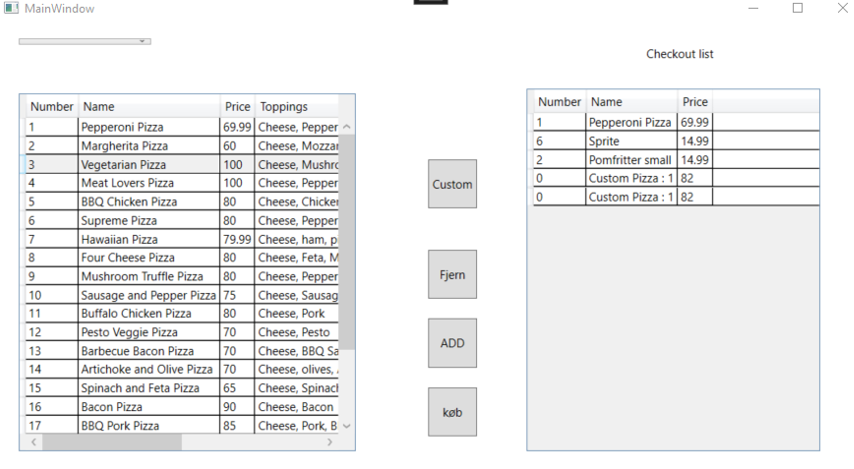 MainWindow
Checkout list
Number Name Price Toppings
1 Pepperoni Pizza 69.99 Cheese, Pepper
2 Margherita Pizza 60 Cheese, Mozzar
3 Vegetarian Pizza 100 Cheese, Mushro
4 Meat Lovers Pizza 100 Cheese, Pepper
5 BBQ Chicken Pizza 80 Cheese, Chicker
6 Supreme Pizza 80 Cheese, Pepper
7 Hawaiian Pizza 79.99 Cheese, ham, p
8 Four Cheese Pizza 80 Cheese, Feta, M
9 Mushroom Truffle Pizza 80 Cheese, Pepper
10 Sausage and Pepper Pizza 75 Cheese, Sausag
11 Buffalo Chicken Pizza 80 Cheese, Pork
12 Pesto Veggie Pizza 70 Cheese, Pesto
13 Barbecue Bacon Pizza 70 Cheese, BBQ Sa
14 Artichoke and Olive Pizza 70 Cheese, olives,
15 Spinach and Feta Pizza 65 Cheese, Spinacl
16 Bacon Pizza 90 Cheese, Bacon
17 BBQ Pork Pizza 85 Cheese, Pork, B
Custom
Fjern
ADD
køb
Number Name Price
1 Pepperoni Pizza 69.99
6 Sprite 14.99
2 Pomfritter small 14.99
0 Custom Pizza : 1 82
0 Custom Pizza : 1 82